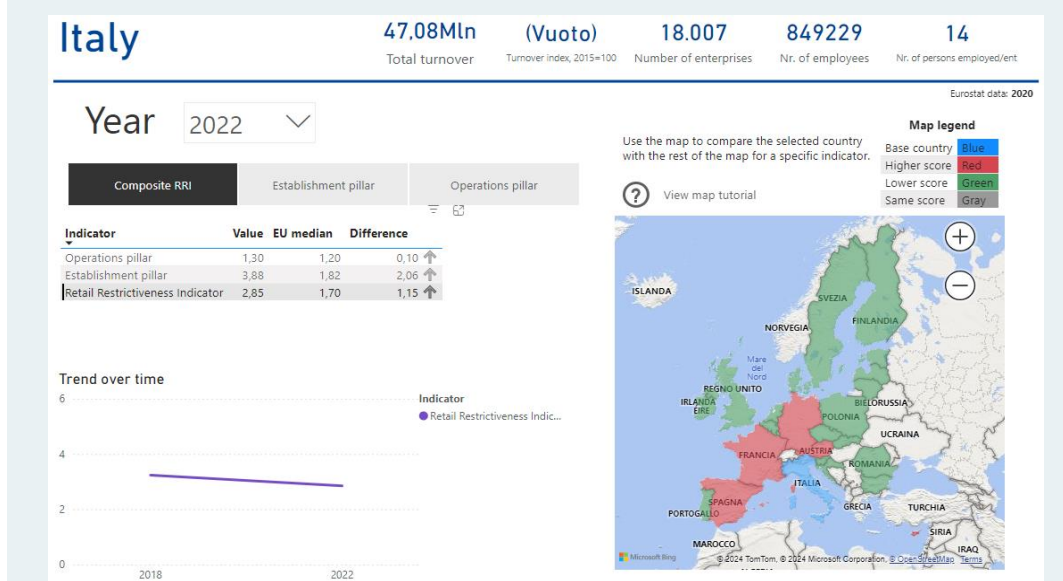 Italy
47,08Mln
Total turnover
(Vuoto)
Turnover index, 2015=100
18.007
Number of enterprises
849229
Nr. of employees
14
Nr. of persons employed/ent
Eurostat data: 2020
Year
2022
Composite RRI
Establishment pillar
Operations pillar
Indicator Value EU median Difference
Operations pillar 1,30 1,20 0,10
Establishment pillar 3,88 1,82 2,06
Retail Restrictiveness Indicator 2,85 1,70 1,15
Trend over time
6
4
2
0
2018
2022
Indicator
Retail Restrictiveness Indic...
Use the map to compare the selected country
with the rest of the map for a specific indicator.
? View map tutorial
Map legend
Base country Blue
Higher score Red
Lower score Green
Same score Gray
ISLANDA
SVEZIA
FINLANDIA
NORVEGIA
Mare
del
Nord
REGNO UNITO
IRLANDA
ÉIRE
BIELORUSSIA
POLONIA
UCRAINA
FRANCIA
AUSTRIA
ROMANIA
ITALIA
SPAGNA
PORTOGALLO
GRECIA
TURCHIA
SIRIA
IRAQ
MAROCCO
Microsoft Bing
© 2024 TomTom, © 2024 Microsoft Corporation, © OpenStreetMap Terms